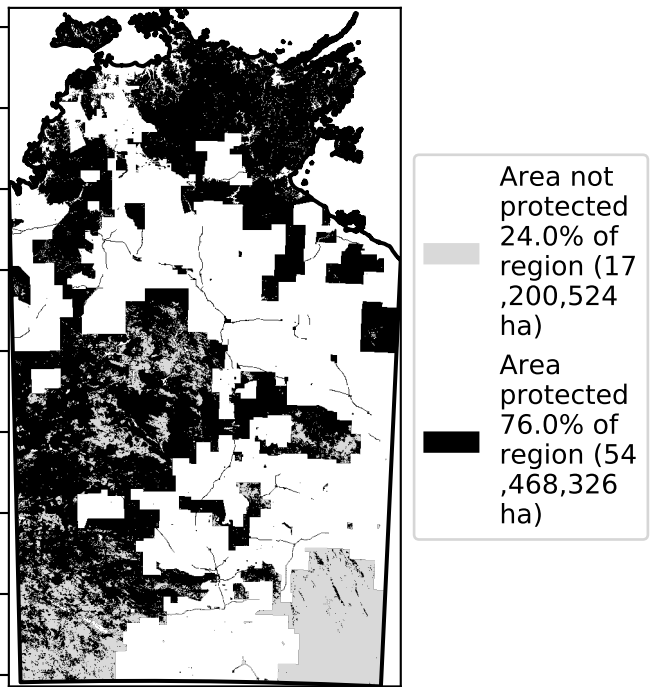 Area not
protected
24.0% of
region (17
,200,524
ha)
Area
protected
76.0% of
region (54
,468,326
ha)